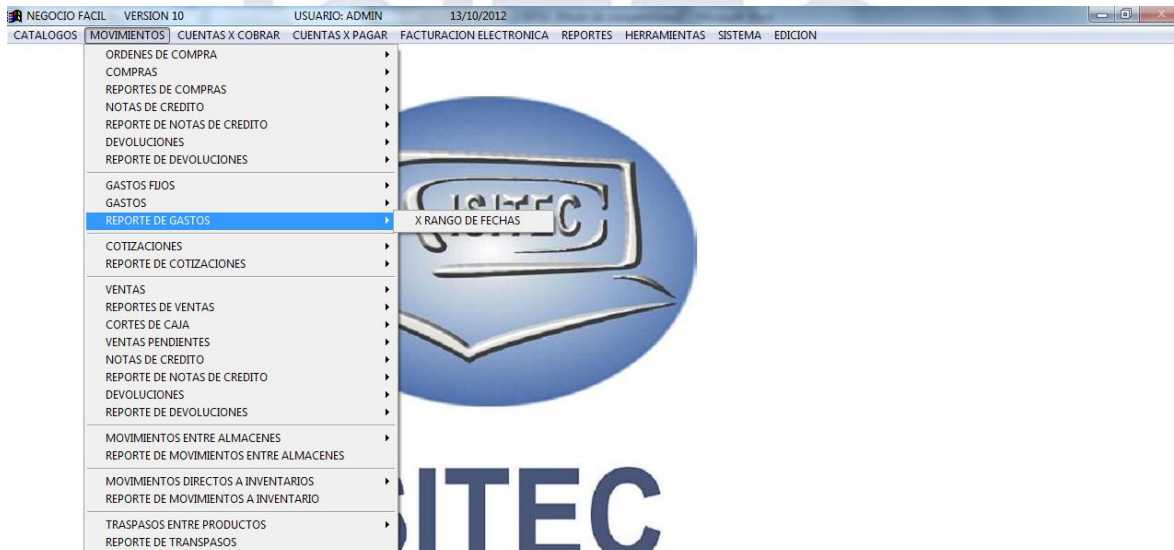 NEGOCIO FACIL VERSION 10 USUARIO: ADMIN 13/10/2012
CATALOGOS MOVIMIENTOS CUENTAS X COBRAR CUENTAS X PAGAR FACTURACION ELECTRONICA REPORTES HERRAMIENTAS SISTEMA EDICION
ORDENES DE COMPRA
COMPRAS
REPORTES DE COMPRAS
NOTAS DE CREDITO
REPORTE DE NOTAS DE CREDITO
DEVOLUCIONES
REPORTE DE DEVOLUCIONES
GASTOS FIJOS
GASTOS
REPORTE DE GASTOS
X RANGO DE FECHAS
ISITEC
COTIZACIONES
REPORTE DE COTIZACIONES
VENTAS
REPORTES DE VENTAS
CORTES DE CAJA
VENTAS PENDIENTES
NOTAS DE CREDITO
REPORTE DE NOTAS DE CREDITO
DEVOLUCIONES
REPORTE DE DEVOLUCIONES
MOVIMIENTOS ENTRE ALMACENES
REPORTE DE MOVIMIENTOS ENTRE ALMACENES
MOVIMIENTOS DIRECTOS A INVENTARIOS
REPORTE DE MOVIMIENTOS A INVENTARIO
TRASPASOS ENTRE PRODUCTOS
REPORTE DE TRANSPASOS
SITEC